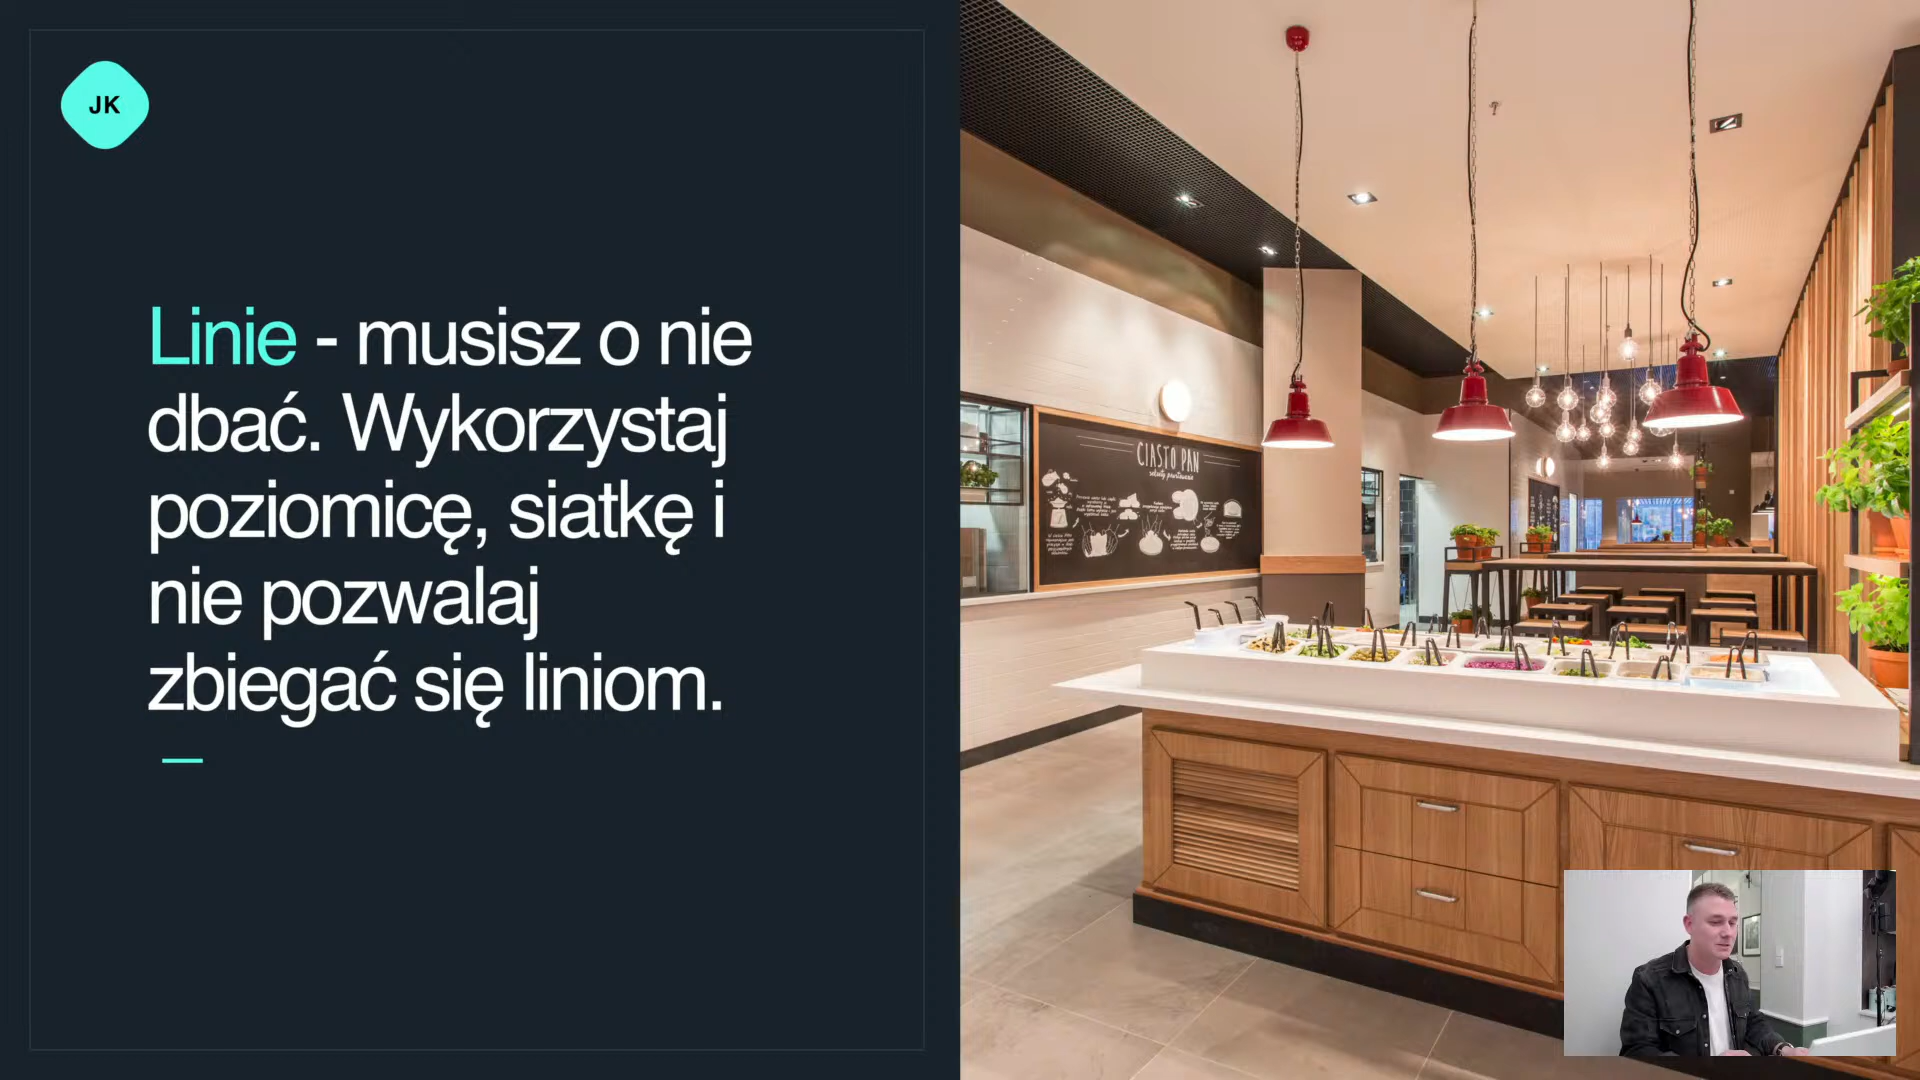 JK
Linie - musisz o nie
dbać. Wykorzystaj
poziomicę, siatkę i
nie pozwalaj
zbiegać się liniom.
CIASTO PAN